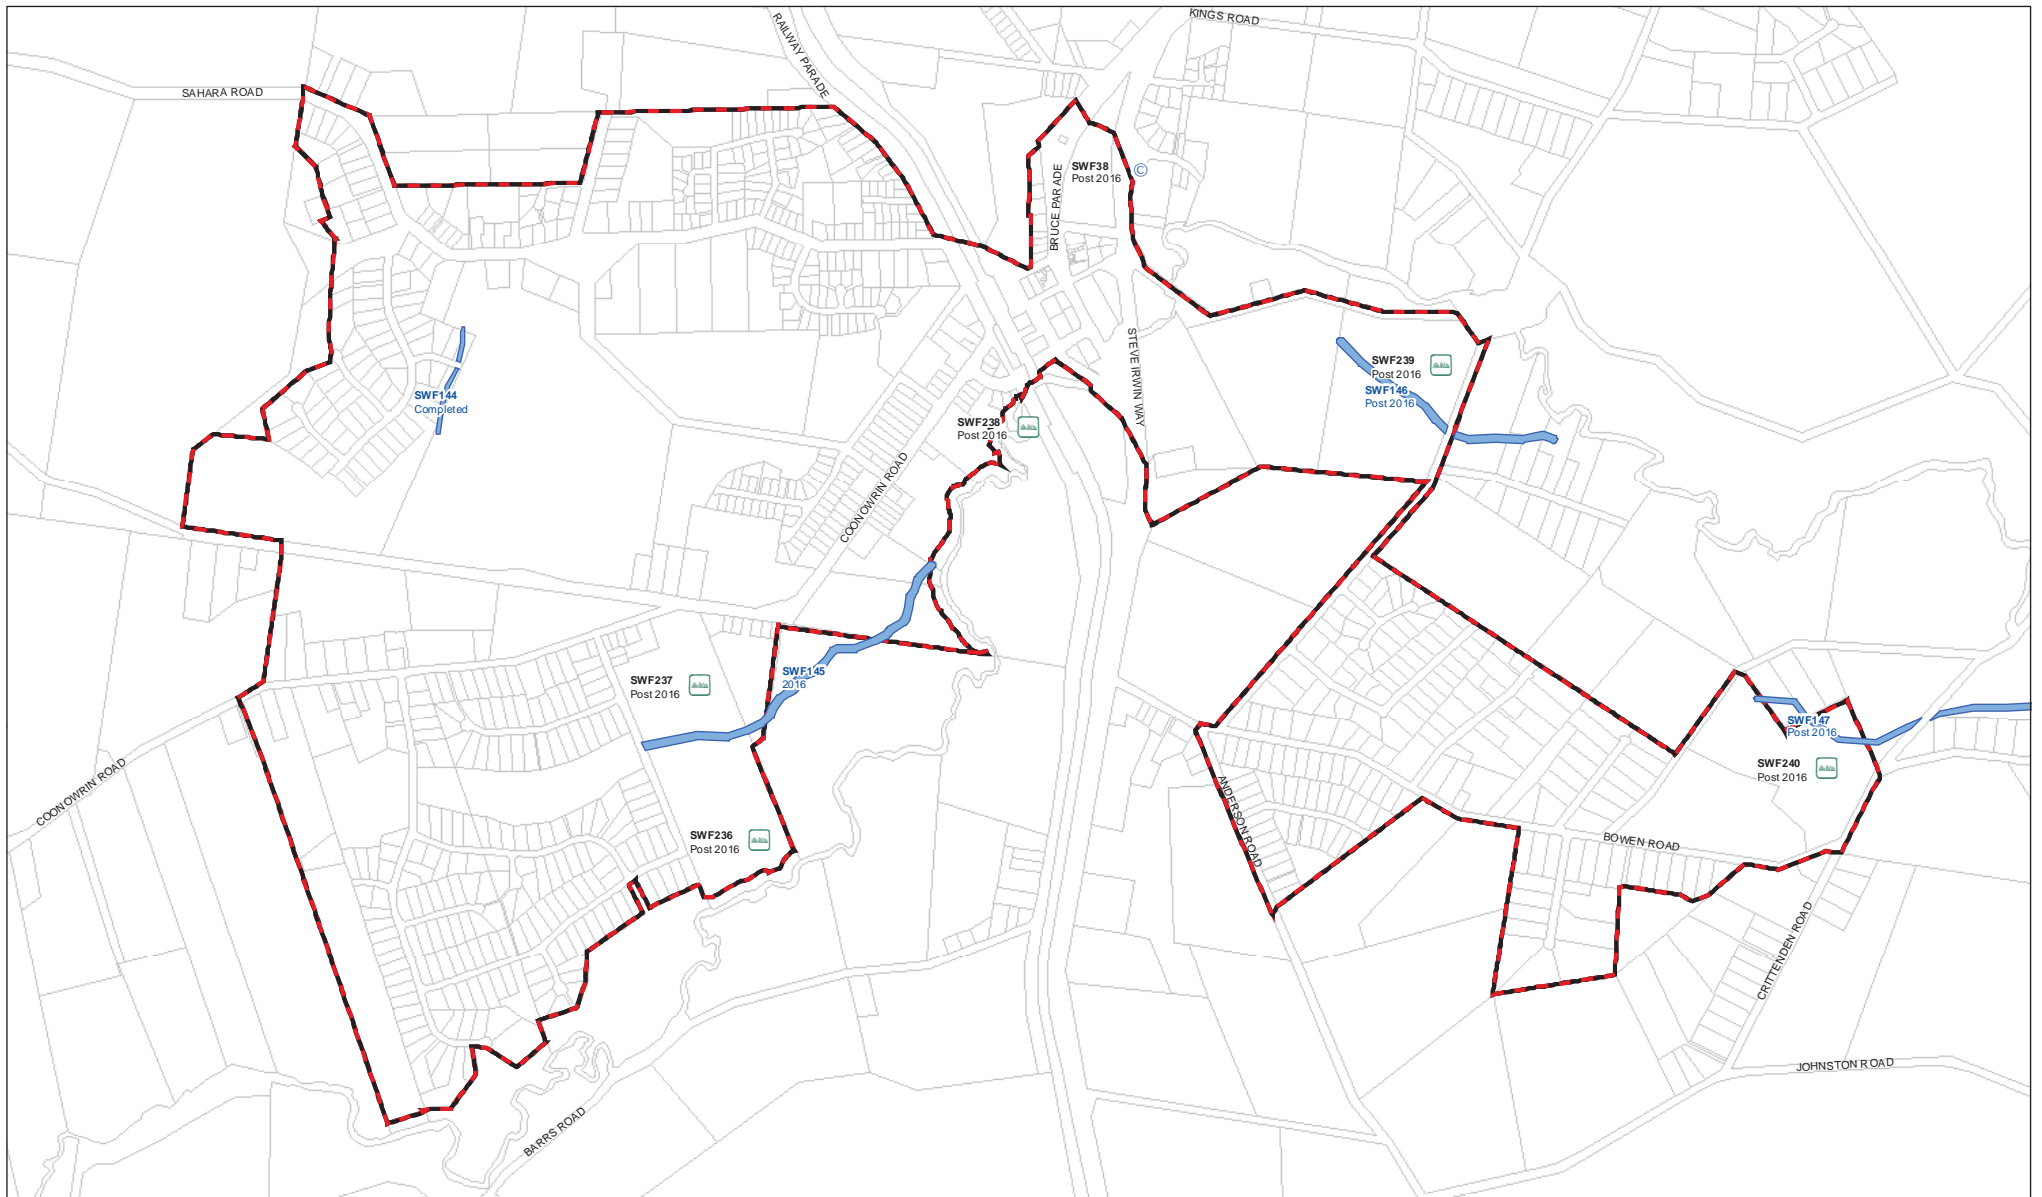 KINGS ROAD
RAILWAY PARADE
SAHARA ROAD
SWF38
Post 2016
©
BRUCE PARADE
STEVE IRWIN WAY
SWF239
Post 2016
SWF146
Post 2016
SWF144
Completed
SWF238
Post 2016
COONOWRIN ROAD
SWF237
Post 2016
SWF145
2016
SWF147
Post 2016
SWF240
Post 2016
COONOWRIN ROAD
ANDERSON ROAD
SWF236
Post 2016
BOWEN ROAD
CRITTENDEN ROAD
JOHNSTON ROAD
BARRS ROAD